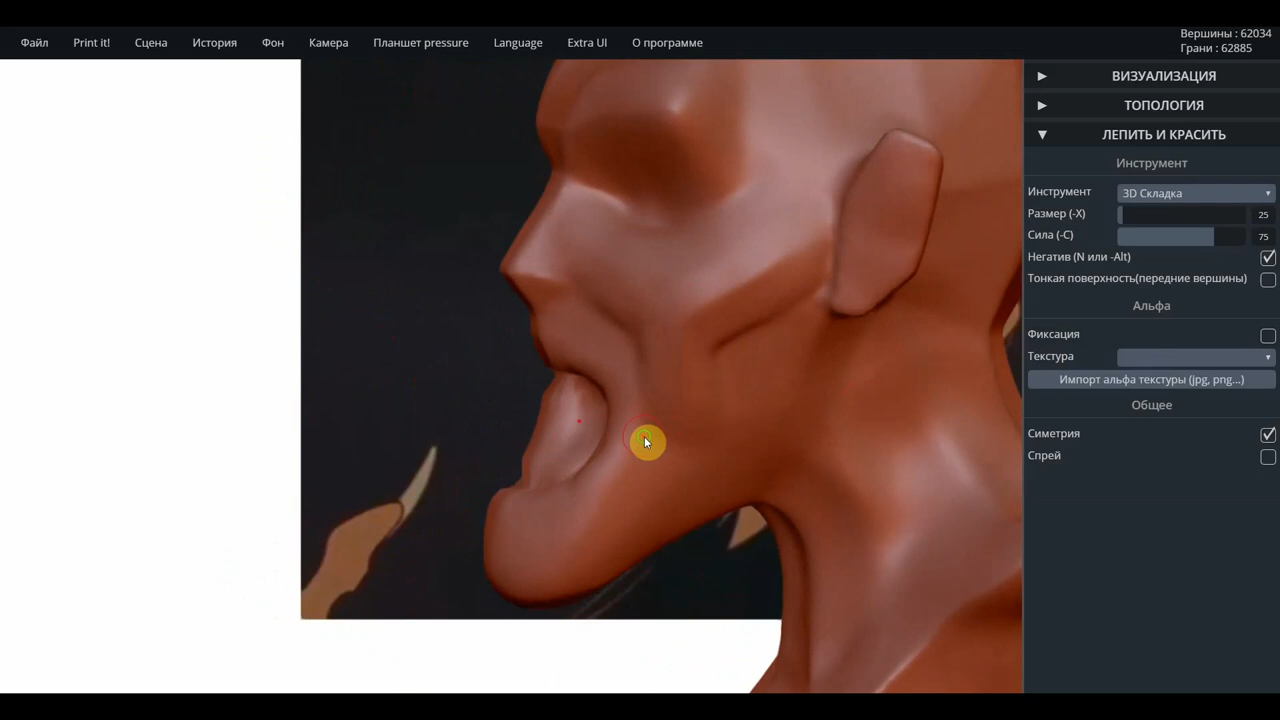 Файл Print it! Сцена История Фон Камера Планшет pressure Language Extra UI О программе
Вершины : 62034
Грани : 62885
ВИЗУАЛИЗАЦИЯ
ТОПОЛОГИЯ
ЛЕПИТЬ И КРАСИТЬ
Инструмент
Инструмент 3D Складка
Размер (-X) 25
Сила (-C) 75
Негатив (N или -Alt)
Тонкая поверхность(передние вершины)
Альфа
Фиксация
Текстура
Импорт альфа текстуры (jpg, png...)
Общее
Симетрия
Спрей